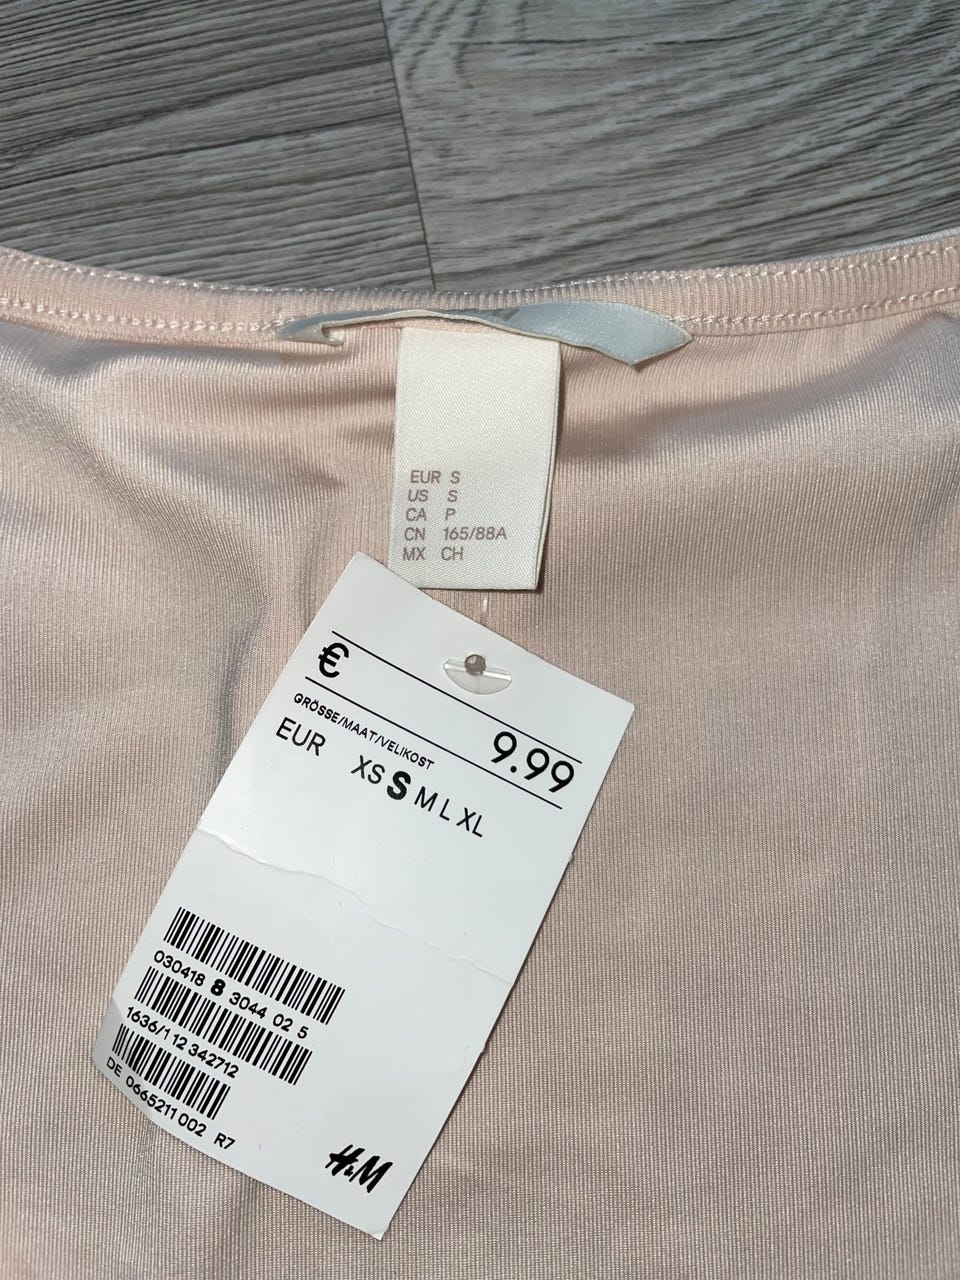 EUR S
US S
CA P
CN 165/88A
MX CH
€ 9.99
GRÖSSE/MAAT/VELIKOST
EUR XS S M L XL
030418 8 3044 02 5
1636/1 12 342712
DE 0665211 002 R7
H&M